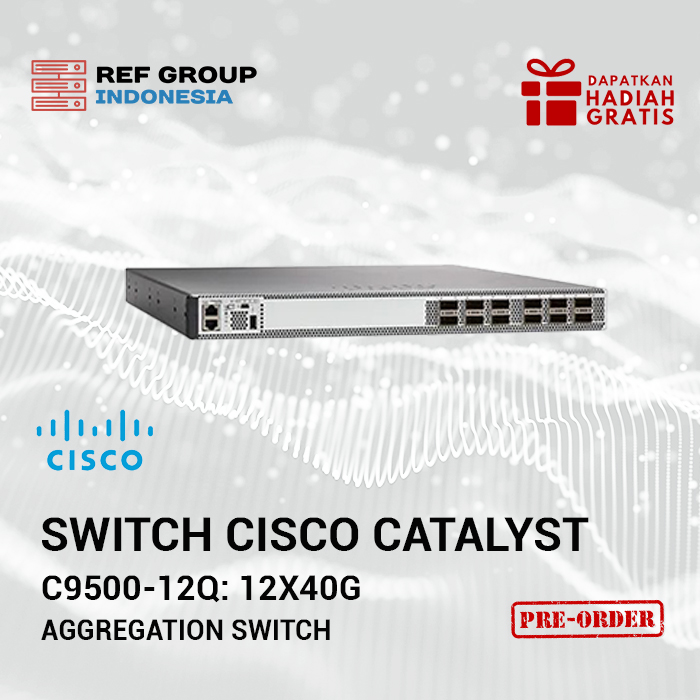 REF GROUP
INDONESIA
DAPATKAN
HADIAH
GRATIS
CISCO
SWITCH CISCO CATALYST
C9500-12Q: 12X40G
AGGREGATION SWITCH
PRE-ORDER